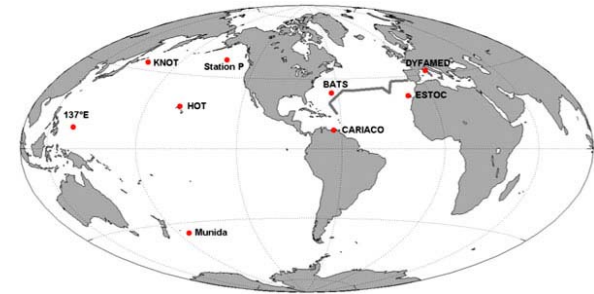 KNOT
Station P
DYFAMED
BATS
ESTOC
HOT
137°E
CARIACO
Munida